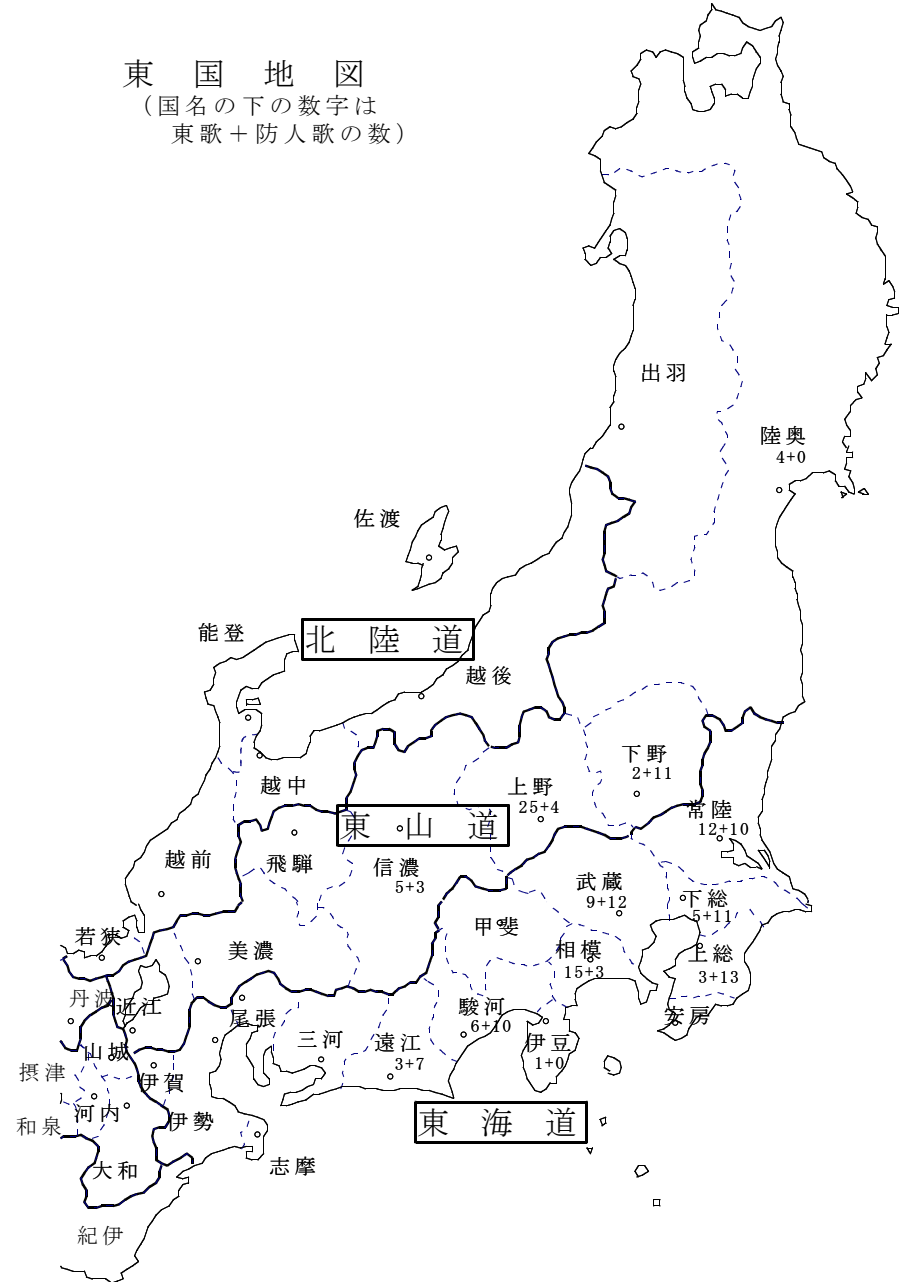 東国地図
（国名の下の数字は
東歌＋防人歌の数）
出羽
陸奥
4+0
佐渡
能登
北陸道
越後
下野
2+11
越中
上野
25+4
常陸
12+10
東山道
越前
飛騨
信濃
5+3
武蔵
9+12
下総
5+11
若狭
美濃
甲斐
相模
15+3
上総
3+13
丹波
近江
尾張
駿河
6+10
安房
山城
三河
遠江
3+7
伊豆
1+0
摂津
伊賀
河内
伊勢
東海道
和泉
大和
志摩
紀伊